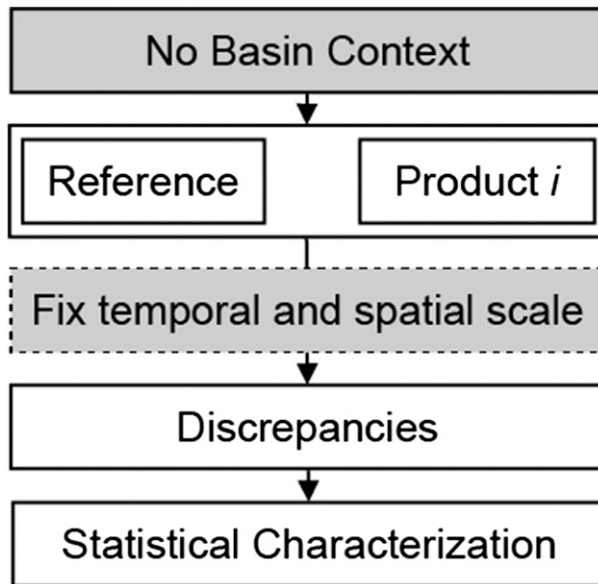 No Basin Context
Reference Product i
Fix temporal and spatial scale
Discrepancies
Statistical Characterization